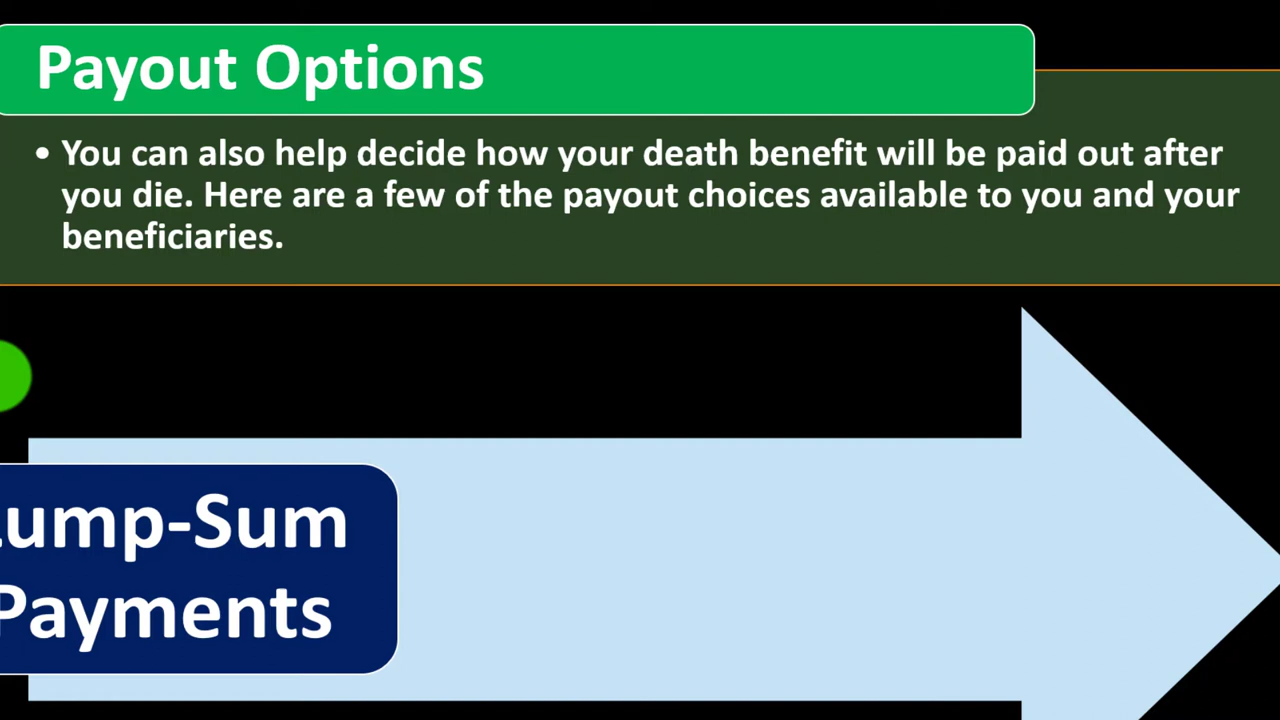 Payout Options
• You can also help decide how your death benefit will be paid out after
you die. Here are a few of the payout choices available to you and your
beneficiaries.
Lump-Sum
Payments